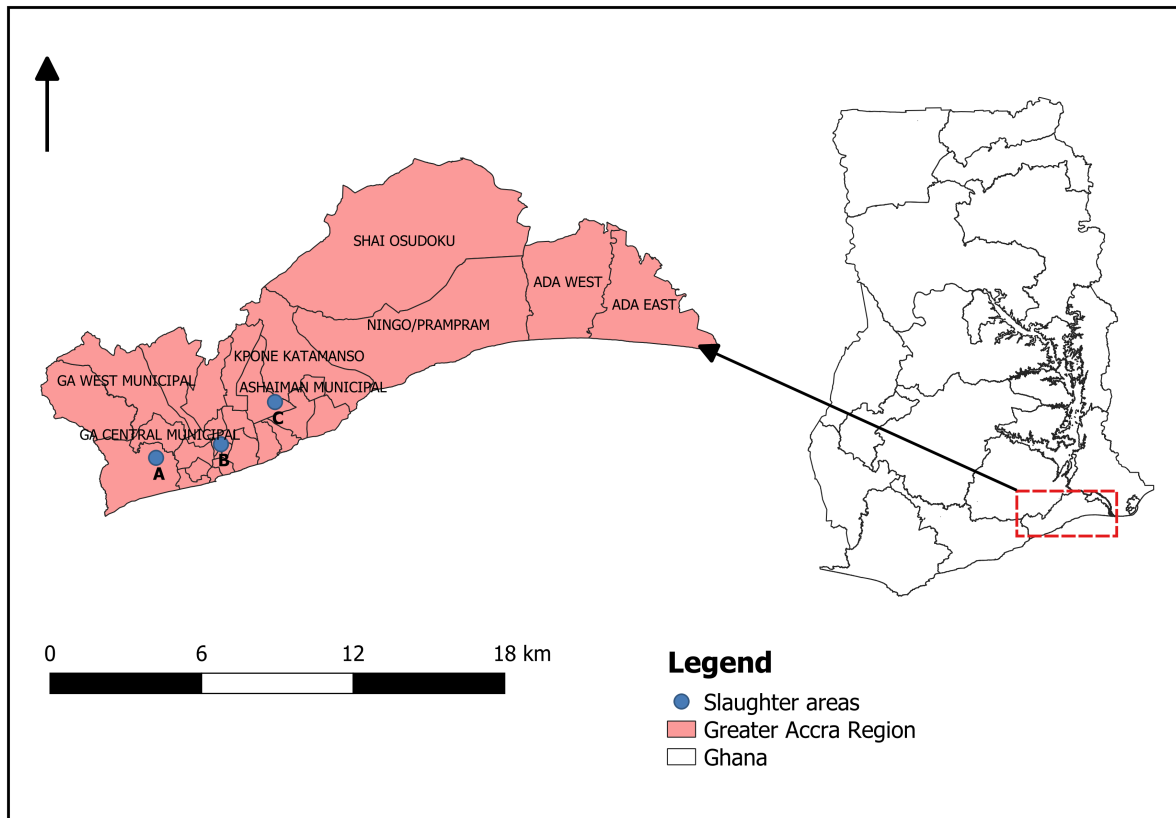 SHAI OSUDOKU
ADA WEST
ADA EAST
NINGO/PRAMPRAM
KPONE KATAMANSO
GA WEST MUNICIPAL
ASHAIMAN MUNICIPAL
C
GA CENTRAL MUNICIPAL
B
A
0 6 12 18 km
Legend
Slaughter areas
Greater Accra Region
Ghana